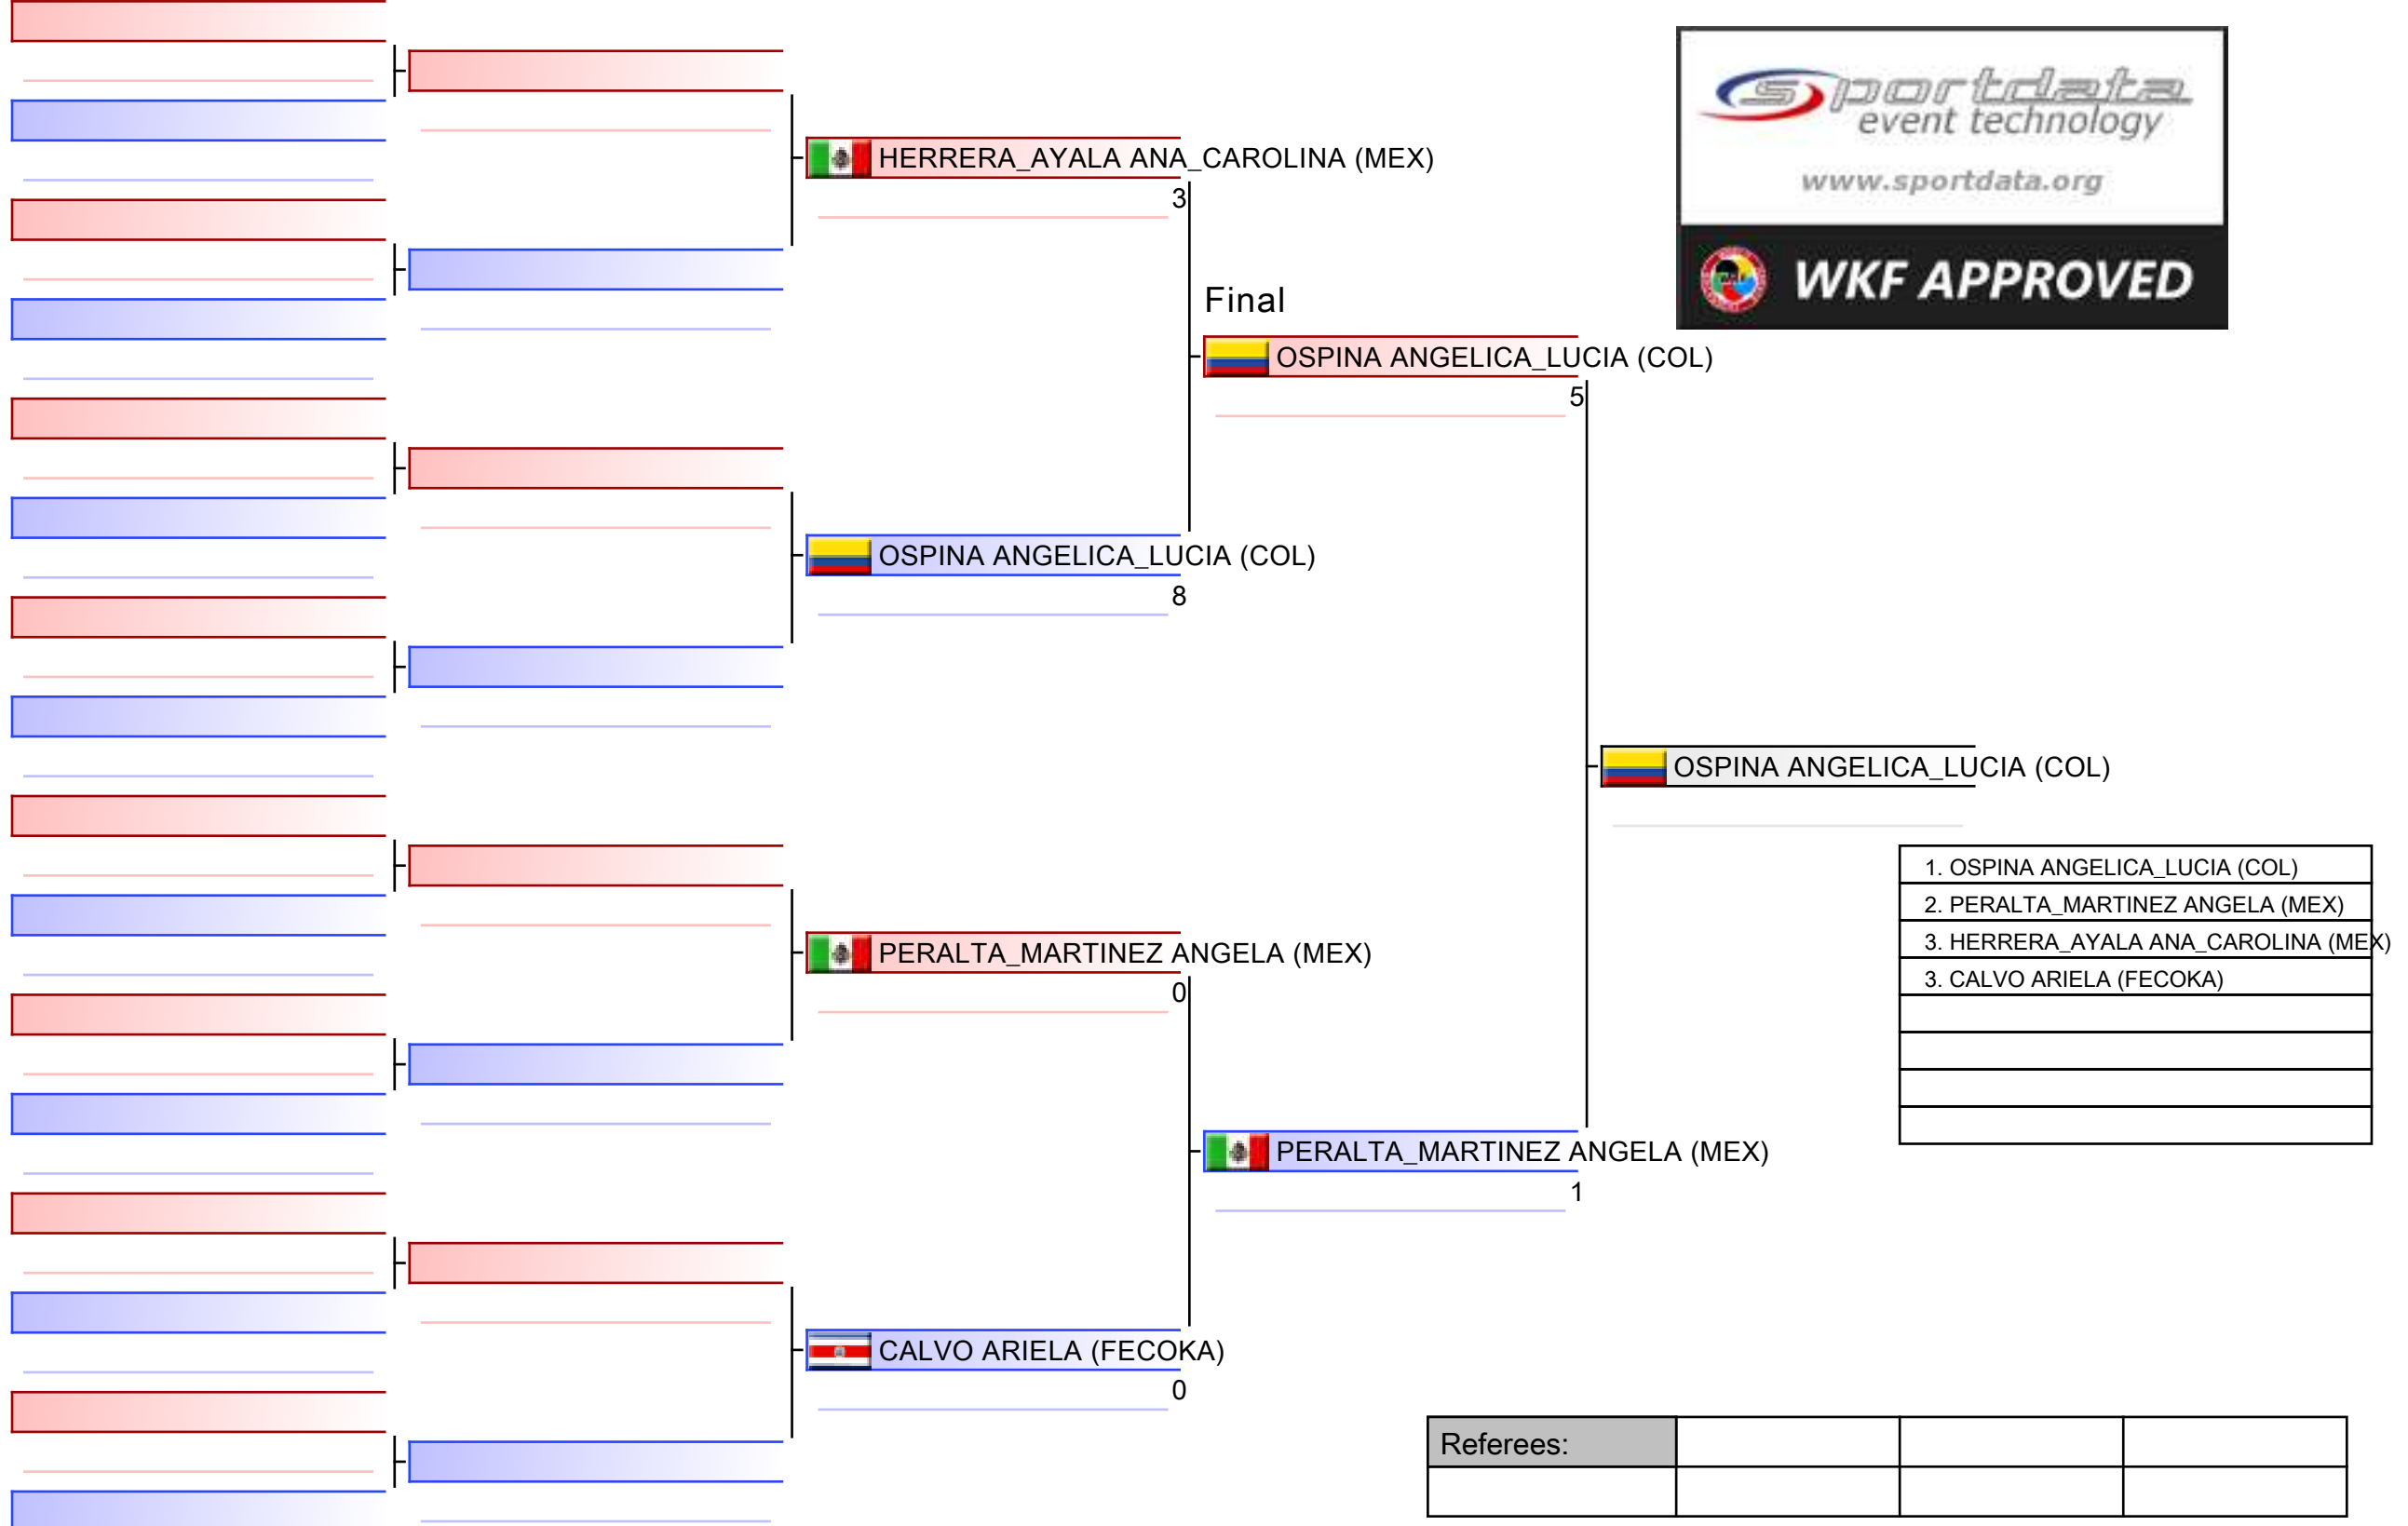 sportdata
event technology
www.sportdata.org
WKF APPROVED
HERRERA_AYALA ANA_CAROLINA (MEX)
3
Final
OSPINA ANGELICA_LUCIA (COL)
5
OSPINA ANGELICA_LUCIA (COL)
8
OSPINA ANGELICA_LUCIA (COL)
1. OSPINA ANGELICA_LUCIA (COL)
2. PERALTA_MARTINEZ ANGELA (MEX)
3. HERRERA_AYALA ANA_CAROLINA (MEX)
3. CALVO ARIELA (FECOKA)
PERALTA_MARTINEZ ANGELA (MEX)
0
PERALTA_MARTINEZ ANGELA (MEX)
1
CALVO ARIELA (FECOKA)
0
Referees: